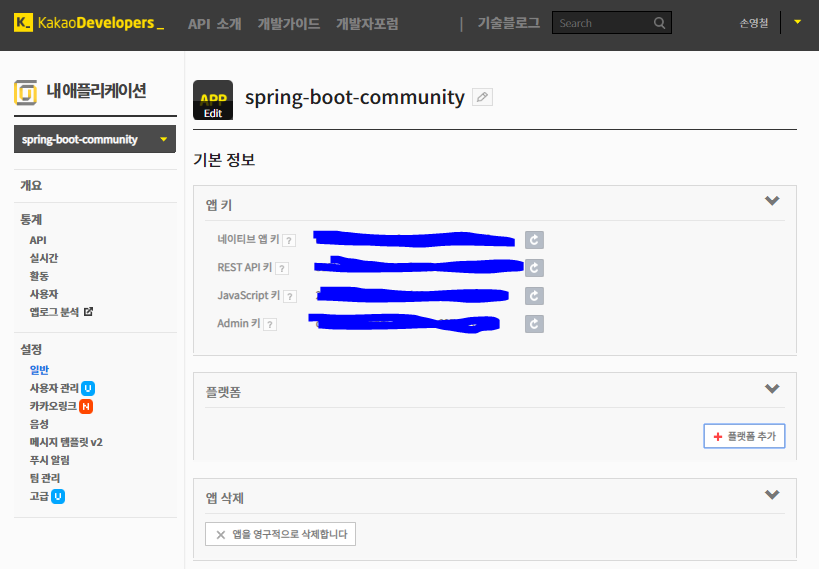 K. KakaoDevelopers_ API 소개 개발가이드 개발자포럼 | 기술블로그 Search 손영철
내 애플리케이션
spring-boot-community
개요
통계
API
실시간
활동
사용자
앱로그 분석
설정
일반
사용자 관리 U
카카오링크 N
음성
메시지 템플릿 v2
푸시 알림
팀 관리
고급 U
APP
Edit
spring-boot-community
기본 정보
앱 키
네이티브 앱 키 ?
REST API 키 ?
JavaScript 키 ?
Admin 키 ?
플랫폼
+ 플랫폼 추가
앱 삭제
× 앱을 영구적으로 삭제합니다